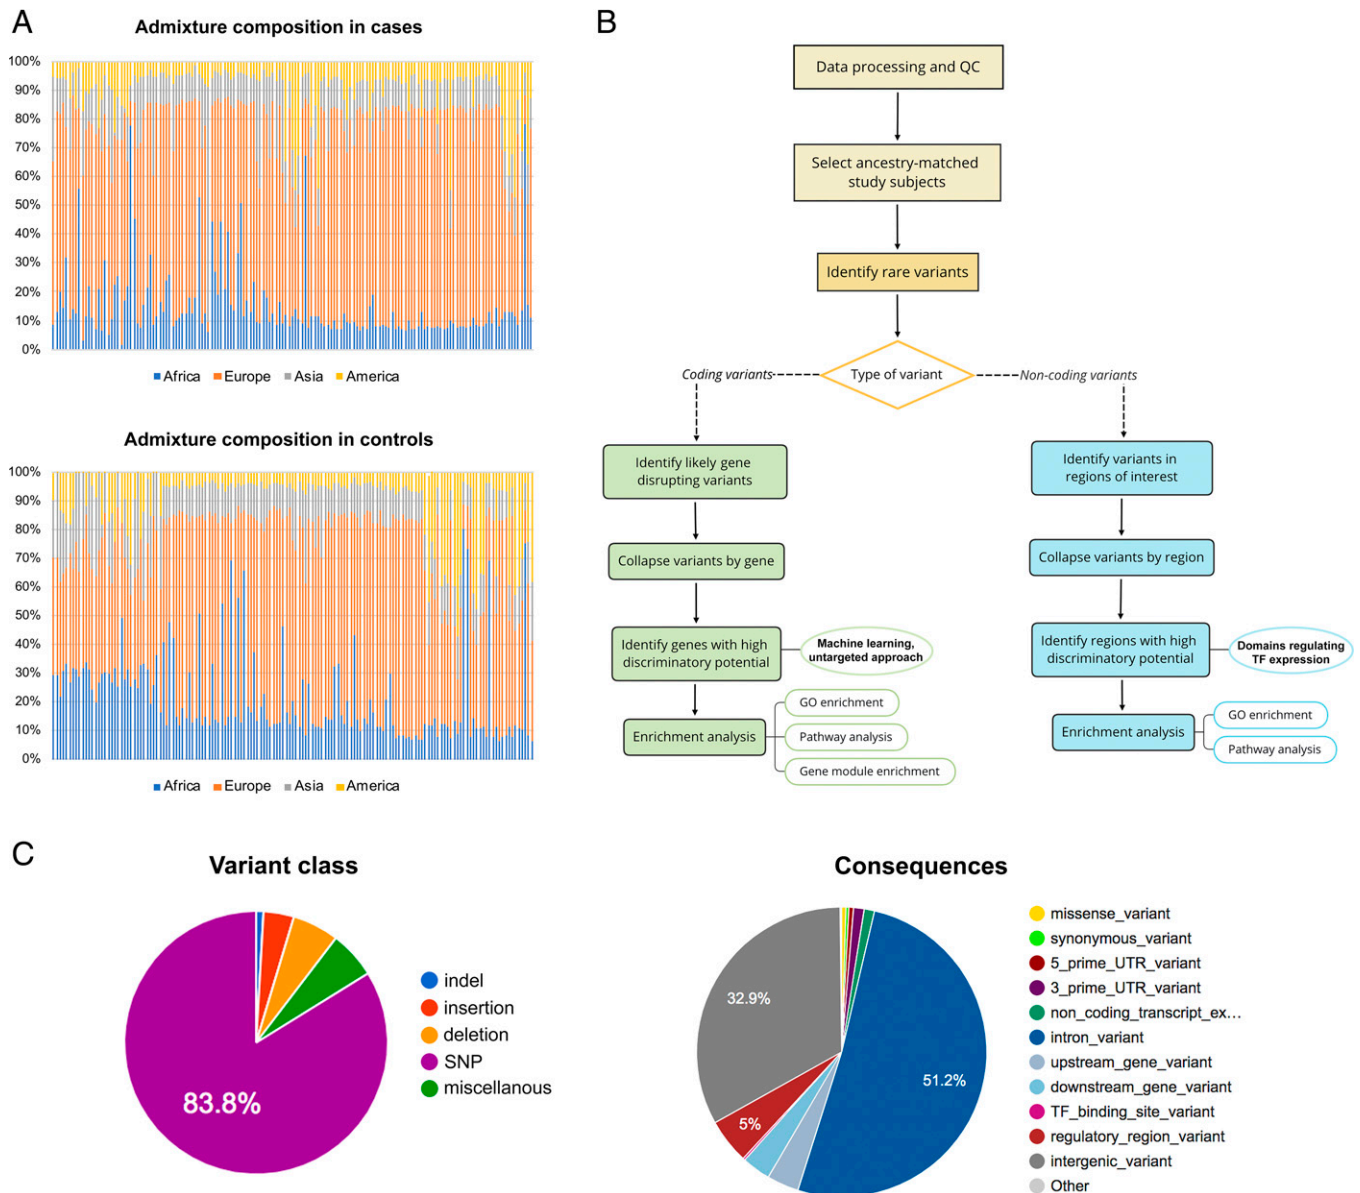 A
Admixture composition in cases
100%
90%
80%
70%
60%
50%
40%
30%
20%
10%
0%
Africa Europe Asia America
Admixture composition in controls
100%
90%
80%
70%
60%
50%
40%
30%
20%
10%
0%
Africa Europe Asia America
B
Data processing and QC
Select ancestry-matched
study subjects
Identify rare variants
Type of variant
Coding variants
Non-coding variants
Identify likely gene
disrupting variants
Collapse variants by gene
Identify genes with high
discriminatory potential
Machine learning,
untargeted approach
Enrichment analysis
GO enrichment
Pathway analysis
Gene module enrichment
Identify variants in
regions of interest
Collapse variants by region
Identify regions with high
discriminatory potential
Domains regulating
TF expression
Enrichment analysis
GO enrichment
Pathway analysis
C
Variant class
83.8%
indel
insertion
deletion
SNP
miscellanous
Consequences
32.9%
51.2%
5%
missense_variant
synonymous_variant
5_prime_UTR_variant
3_prime_UTR_variant
non_coding_transcript_ex...
intron_variant
upstream_gene_variant
downstream_gene_variant
TF_binding_site_variant
regulatory_region_variant
intergenic_variant
Other